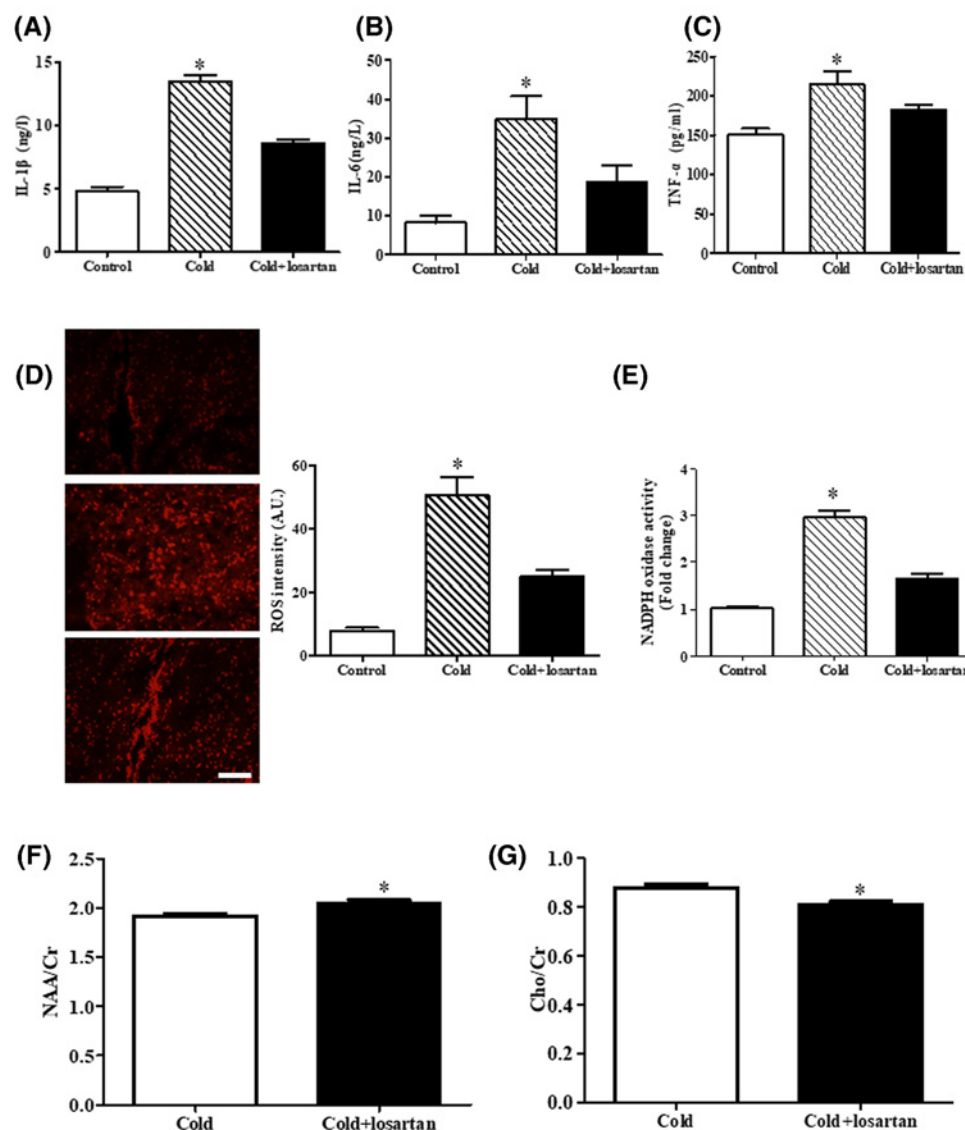 (A)
IL-1β (ng/l)
15
10
5
0
*
Control Cold Cold+losartan
(B)
IL-6(ng/L)
50
40
30
20
10
0
*
Control Cold Cold+losartan
(C)
TNF-α (pg/ml)
250
200
150
100
50
0
*
Control Cold Cold+losartan
(D)
ROS intensity (A.U.)
60
40
20
0
*
Control Cold Cold+losartan
(E)
NADPH oxidase activity
(Fold change)
4
3
2
1
0
*
Control Cold Cold+losartan
(F)
NAA/Cr
2.5
2.0
1.5
1.0
0.5
0.0
*
Cold Cold+losartan
(G)
Cho/Cr
1.0
0.8
0.6
0.4
0.2
0.0
*
Cold Cold+losartan